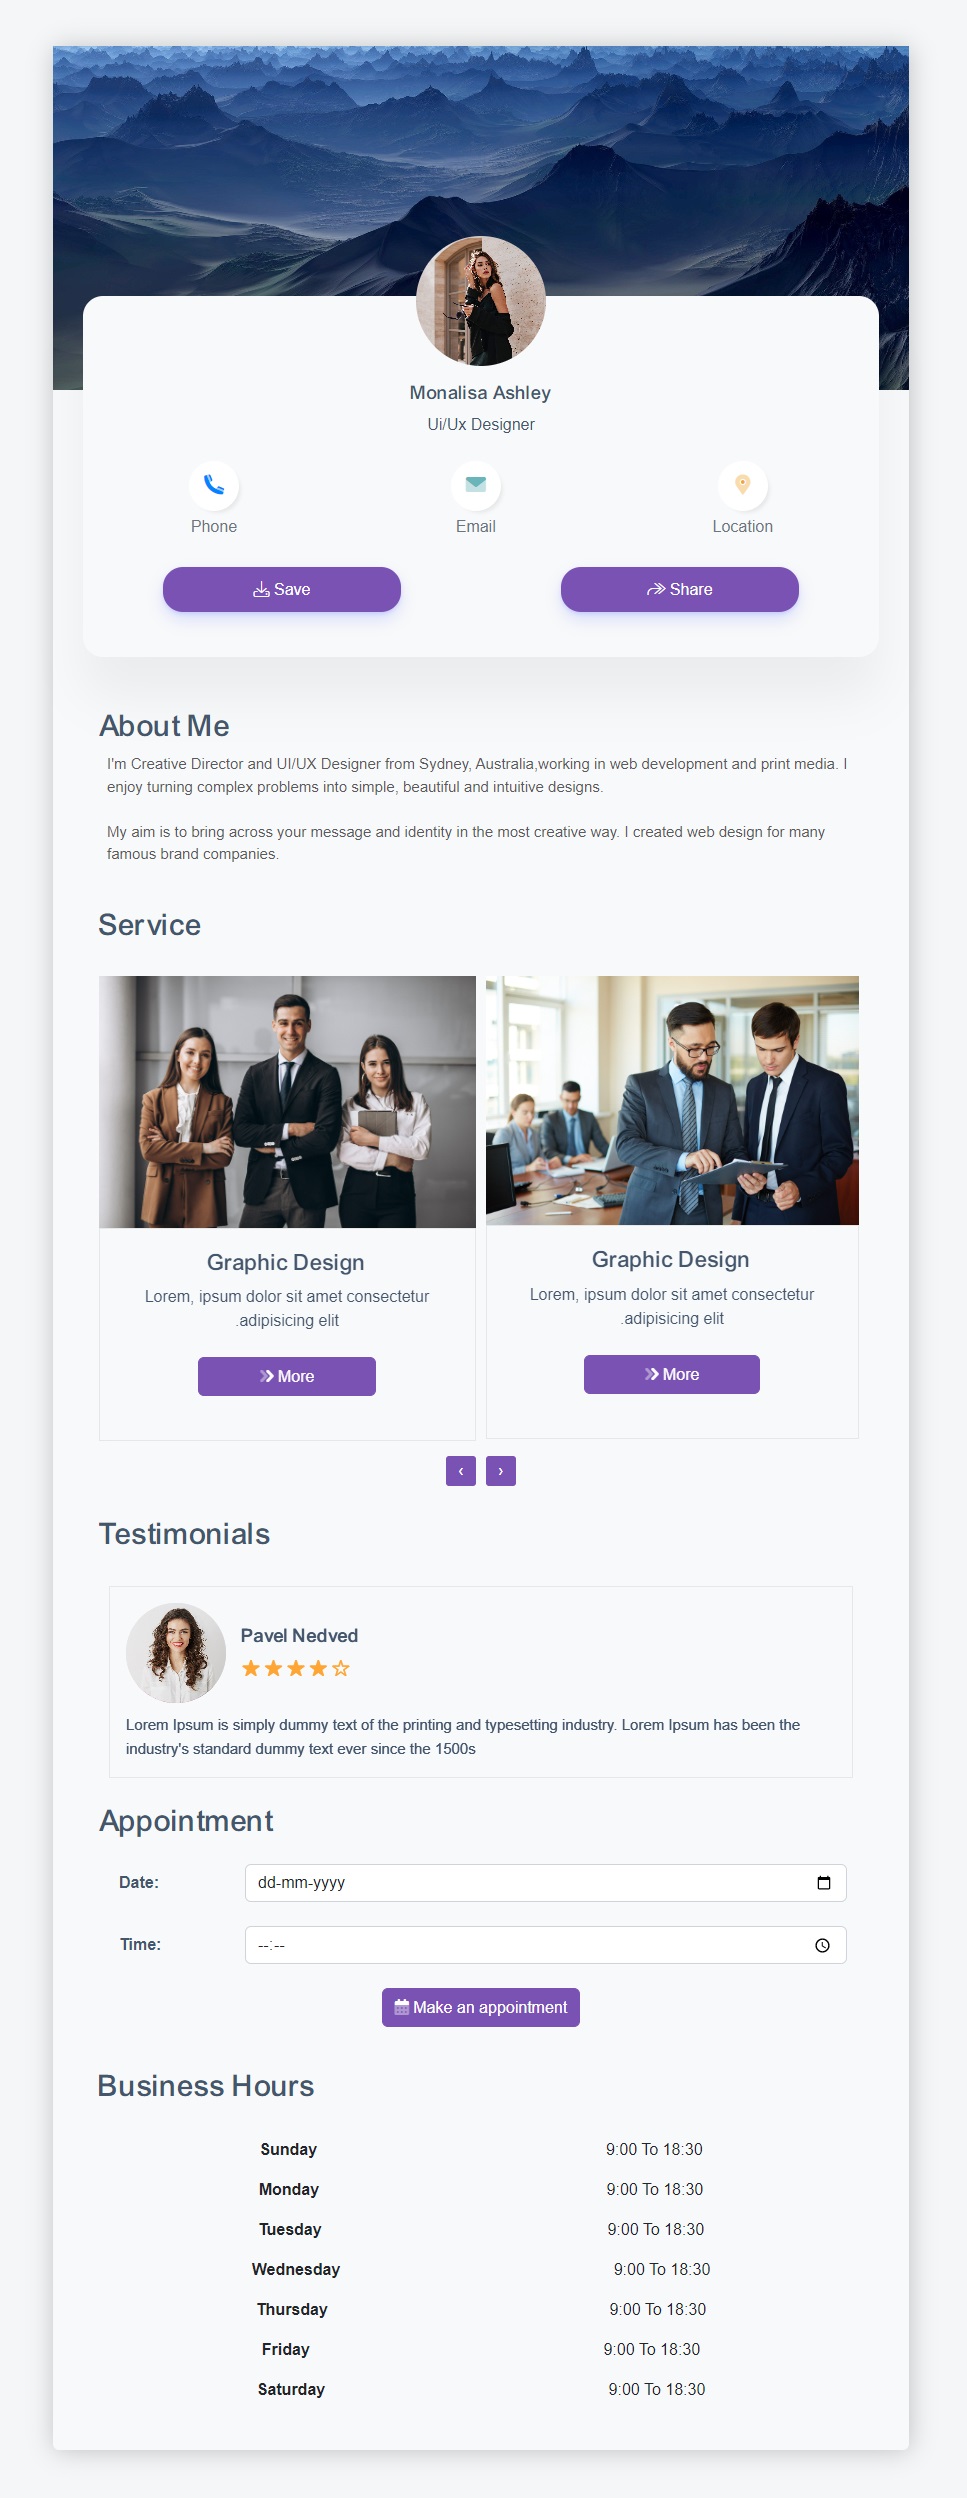 Monalisa Ashley
Ui/Ux Designer
Phone
Email
Location
Save
Share
About Me
I'm Creative Director and UI/UX Designer from Sydney, Australia,working in web development and print media. I
enjoy turning complex problems into simple, beautiful and intuitive designs.
My aim is to bring across your message and identity in the most creative way. I created web design for many
famous brand companies.
Service
Graphic Design
Lorem, ipsum dolor sit amet consectetur
.adipisicing elit
More
Graphic Design
Lorem, ipsum dolor sit amet consectetur
.adipisicing elit
More
‹ ›
Testimonials
Pavel Nedved
Lorem Ipsum is simply dummy text of the printing and typesetting industry. Lorem Ipsum has been the
industry's standard dummy text ever since the 1500s
Appointment
Date: dd-mm-yyyy
Time: --:--
Make an appointment
Business Hours
Sunday 9:00 To 18:30
Monday 9:00 To 18:30
Tuesday 9:00 To 18:30
Wednesday 9:00 To 18:30
Thursday 9:00 To 18:30
Friday 9:00 To 18:30
Saturday 9:00 To 18:30